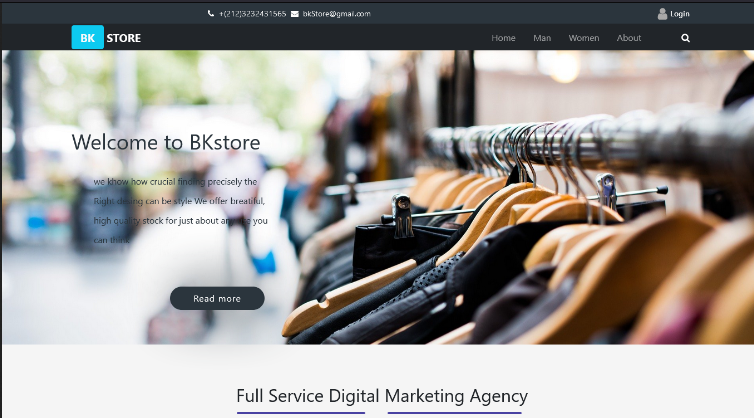 +(212)3232431565 bkStore@gmail.com
Login
BK STORE
Home Man Women About
Welcome to BKstore
we khow how crucial finding precisely the
Right clothing can be style We offer breatiful,
high quality stock for just about anyone you
can think
Read more
Full Service Digital Marketing Agency